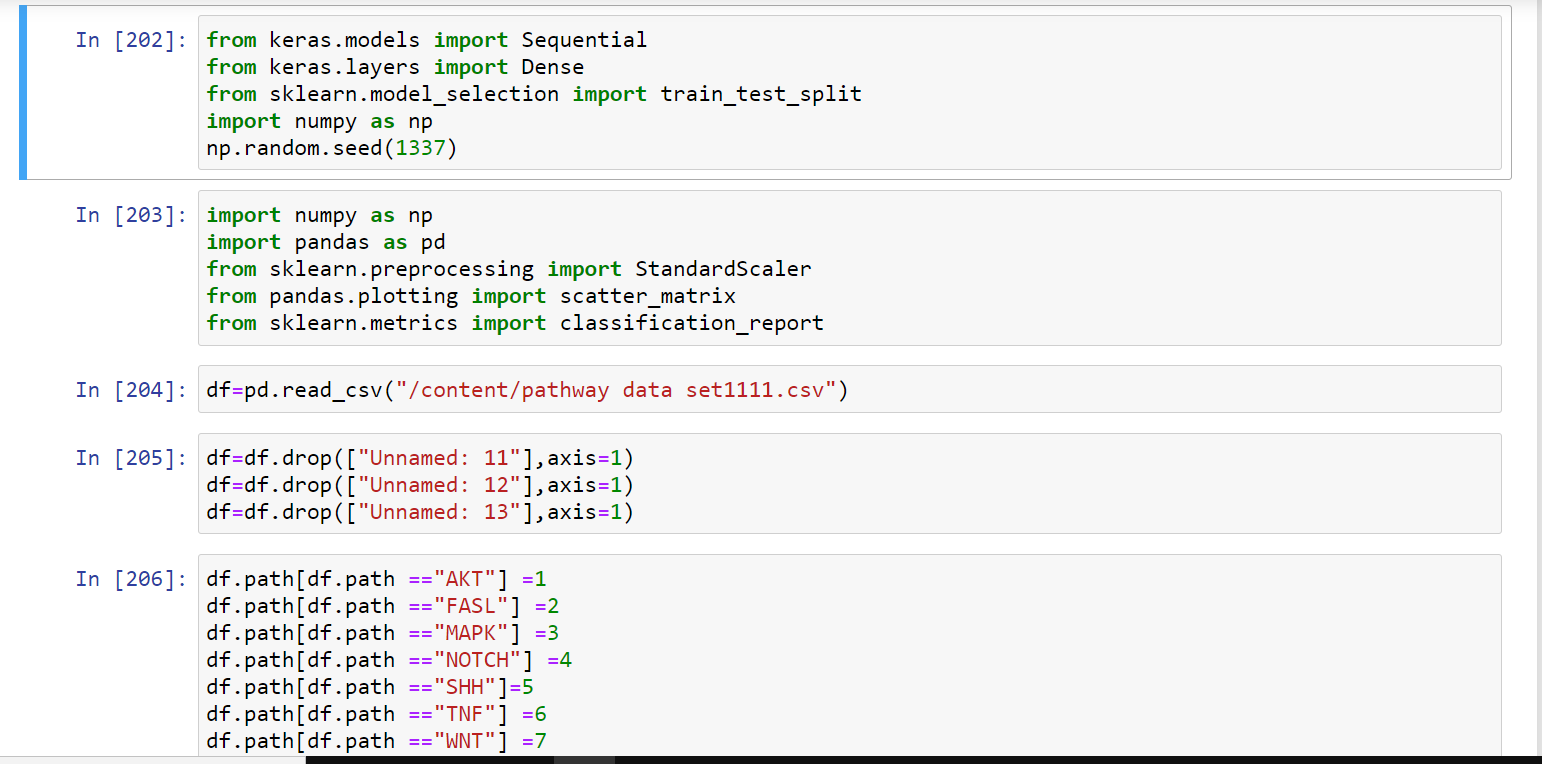 In [202]: from keras.models import Sequential
from keras.layers import Dense
from sklearn.model_selection import train_test_split
import numpy as np
np.random.seed(1337)
In [203]: import numpy as np
import pandas as pd
from sklearn.preprocessing import StandardScaler
from pandas.plotting import scatter_matrix
from sklearn.metrics import classification_report
In [204]: df=pd.read_csv("/content/pathway data set1111.csv")
In [205]: df=df.drop(["Unnamed: 11"],axis=1)
df=df.drop(["Unnamed: 12"],axis=1)
df=df.drop(["Unnamed: 13"],axis=1)
In [206]: df.path[df.path =="AKT"] =1
df.path[df.path =="FASL"] =2
df.path[df.path =="MAPK"] =3
df.path[df.path =="NOTCH"] =4
df.path[df.path =="SHH"]=5
df.path[df.path =="TNF"] =6
df.path[df.path =="WNT"] =7